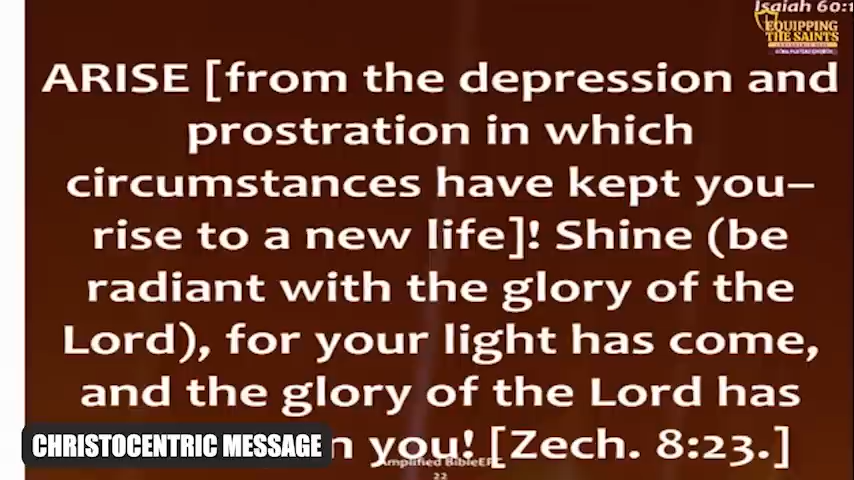 Isaiah 60:1
EQUIPPING
THE SAINTS
ARISE [from the depression and
prostration in which
circumstances have kept you–
rise to a new life]! Shine (be
radiant with the glory of the
Lord), for your light has come,
and the glory of the Lord has
n you! [Zech. 8:23.]
CHRISTOCENTRIC MESSAGE
Amplified BibleEPC
22